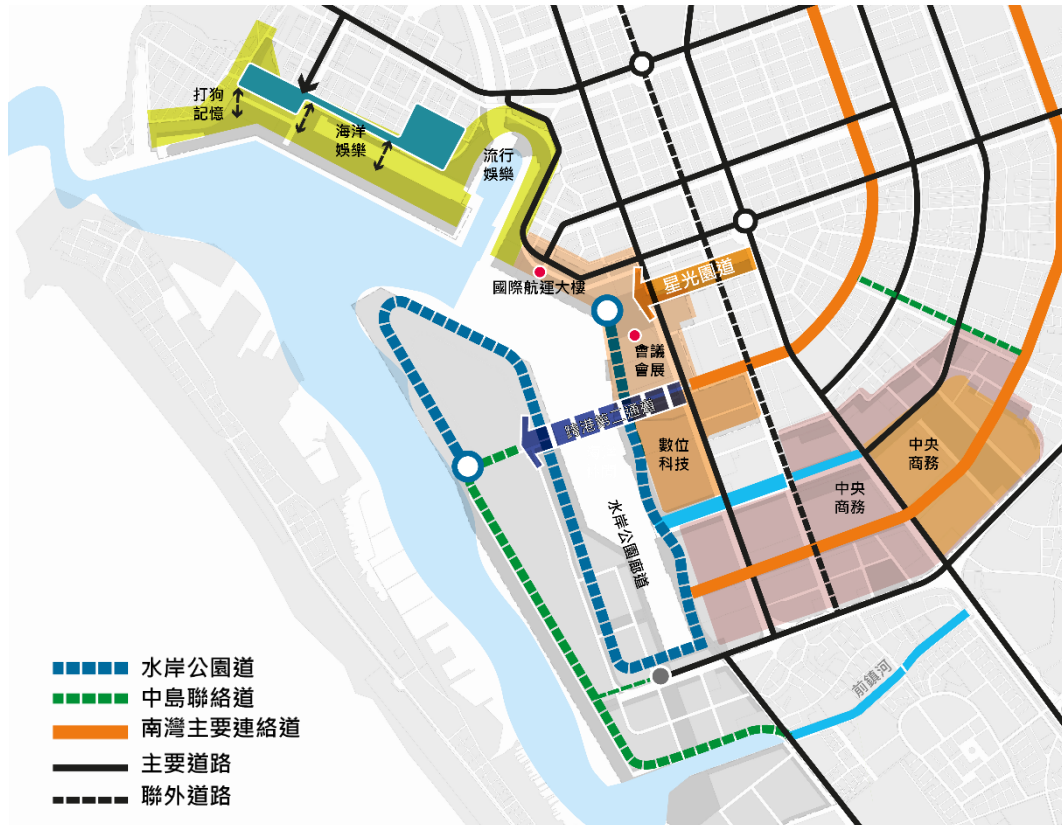 打狗
記憶
海洋
娛樂
流行
娛樂
國際航運大樓
星光園道
會議
會展
跨港第二通道
數位
科技
中央
商務
中央
商務
水岸公園廊道
前鎮河
水岸公園道
中島聯絡道
南灣主要連絡道
主要道路
聯外道路